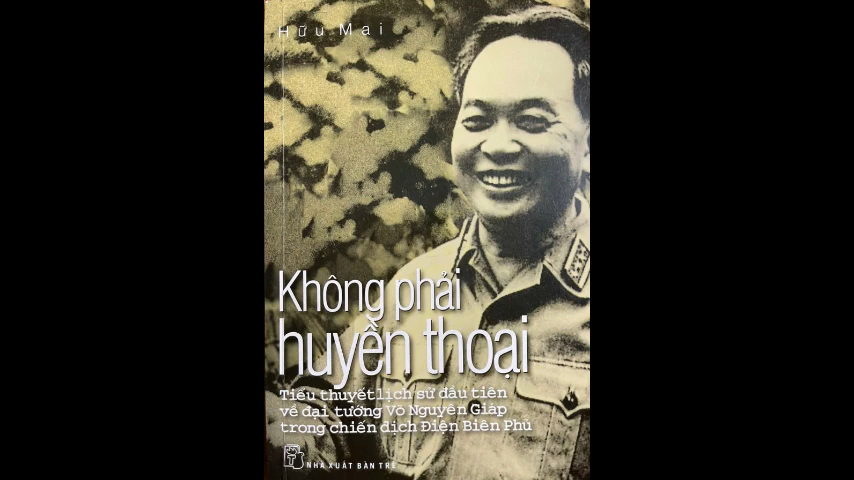 Hữu Mai
Không phải
huyền thoại
Tiểu thuyết lịch sử đầu tiên
về đại tướng Võ Nguyên Giáp
trong chiến dịch Điện Biên Phủ
NHÀ XUẤT BẢN TRẺ